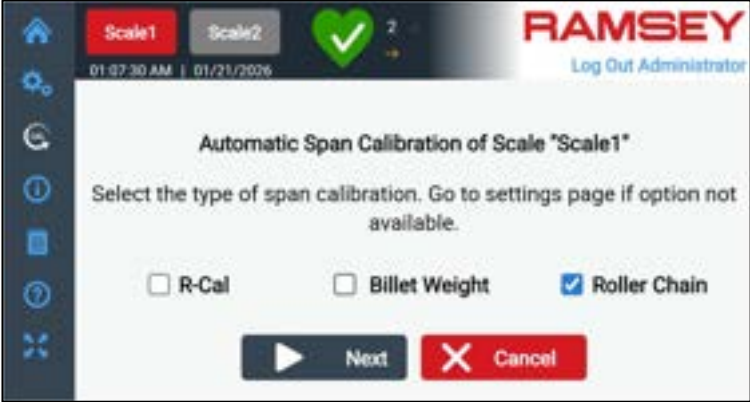 Scale1 Scale2 2 RAMSEY
01:07:30 AM | 01/21/2026 Log Out Administrator
Automatic Span Calibration of Scale "Scale1"
Select the type of span calibration. Go to settings page if option not
available.
R-Cal Billet Weight Roller Chain
Next Cancel